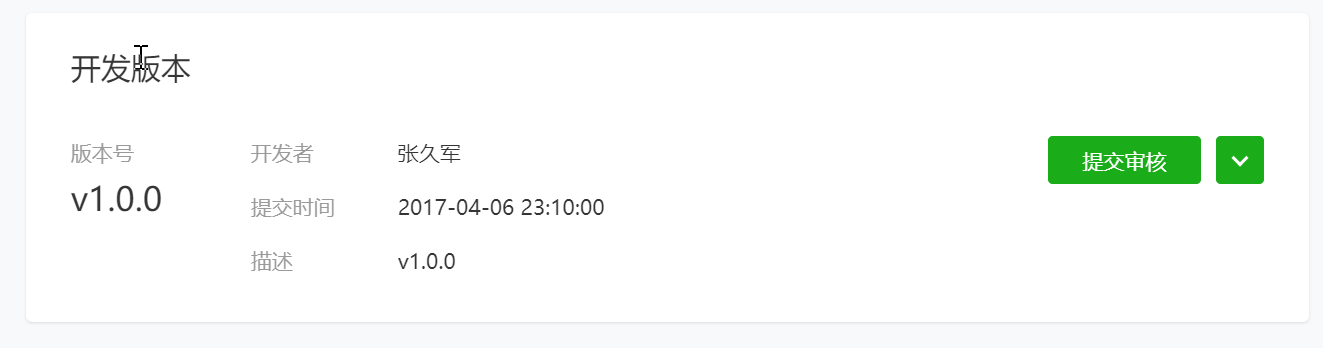 开发版本
版本号
v1.0.0
开发者 张久军
提交时间 2017-04-06 23:10:00
描述 v1.0.0
提交审核